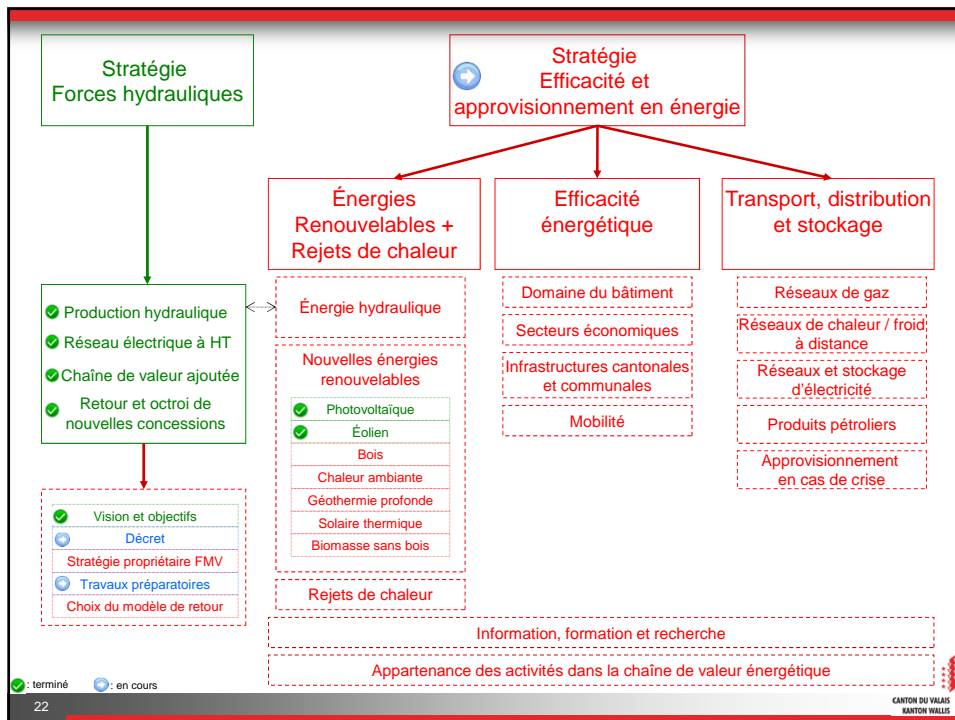 Stratégie
Forces hydrauliques
Stratégie
Efficacité et
approvisionnement en énergie
Énergies
Renouvelables +
Rejets de chaleur
Efficacité
énergétique
Transport, distribution
et stockage
Production hydraulique
Réseau électrique à HT
Chaîne de valeur ajoutée
Retour et octroi de
nouvelles concessions
Vision et objectifs
Décret
Stratégie propriétaire FMV
Travaux préparatoires
Choix du modèle de retour
Énergie hydraulique
Nouvelles énergies
renouvelables
Photovoltaïque
Éolien
Bois
Chaleur ambiante
Géothermie profonde
Solaire thermique
Biomasse sans bois
Rejets de chaleur
Domaine du bâtiment
Secteurs économiques
Infrastructures cantonales
et communales
Mobilité
Réseaux de gaz
Réseaux de chaleur / froid
à distance
Réseaux et stockage
d'électricité
Produits pétroliers
Approvisionnement
en cas de crise
Information, formation et recherche
Appartenance des activités dans la chaîne de valeur énergétique
: terminé
: en cours
22
CANTON DU VALAIS
KANTON WALLIS